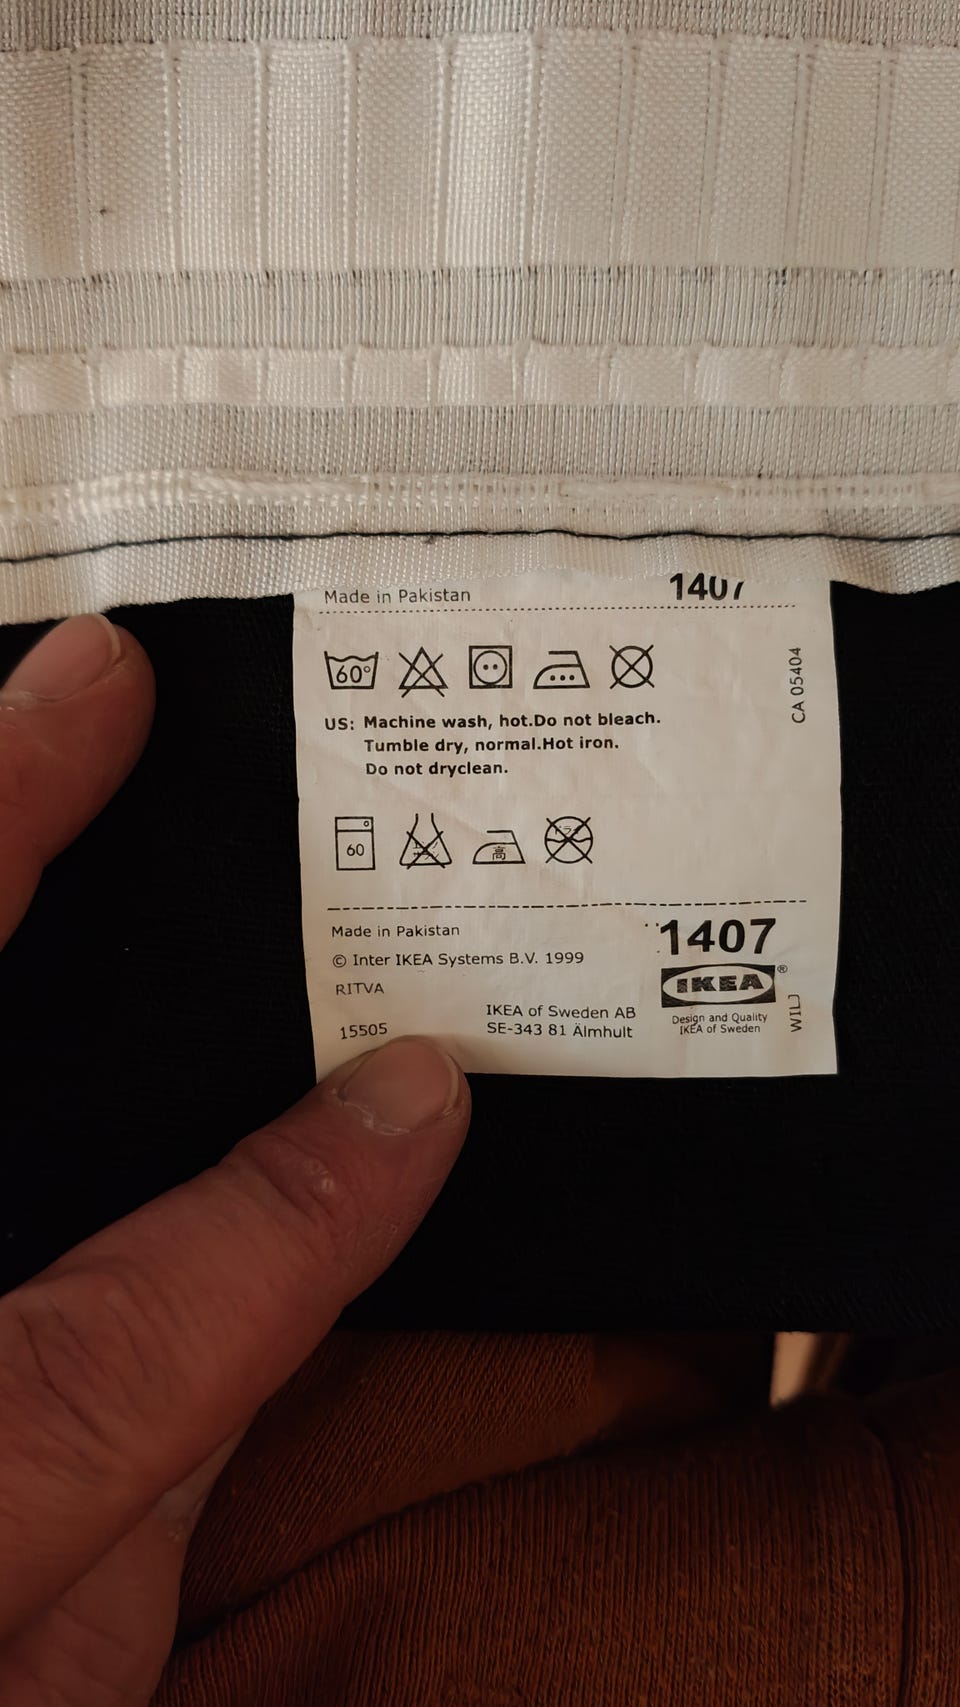 Made in Pakistan 1407
60°
CA 05404
US: Machine wash, hot.Do not bleach.
Tumble dry, normal.Hot iron.
Do not dryclean.
60
高
Made in Pakistan
1407
© Inter IKEA Systems B.V. 1999
IKEA ®
RITVA
IKEA of Sweden AB
Design and Quality
15505
SE-343 81 Älmhult
IKEA of Sweden
WILJ